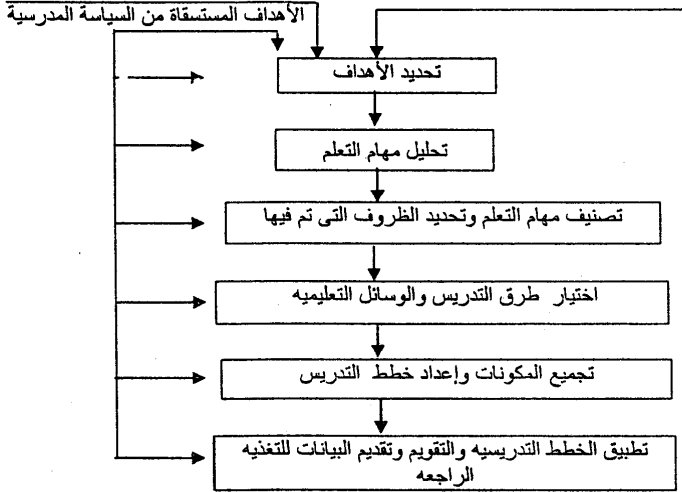 الأهداف المستسقاة من السياسة المدرسية
تحديد الأهداف
تحليل مهام التعلم
تصنيف مهام التعلم وتحديد الظروف التى تم فيها
اختيار طرق التدريس والوسائل التعليميه
تجميع المكونات وإعداد خطط التدريس
تطبيق الخطط التدريسيه والتقويم وتقديم البيانات للتغذيه
الراجعه